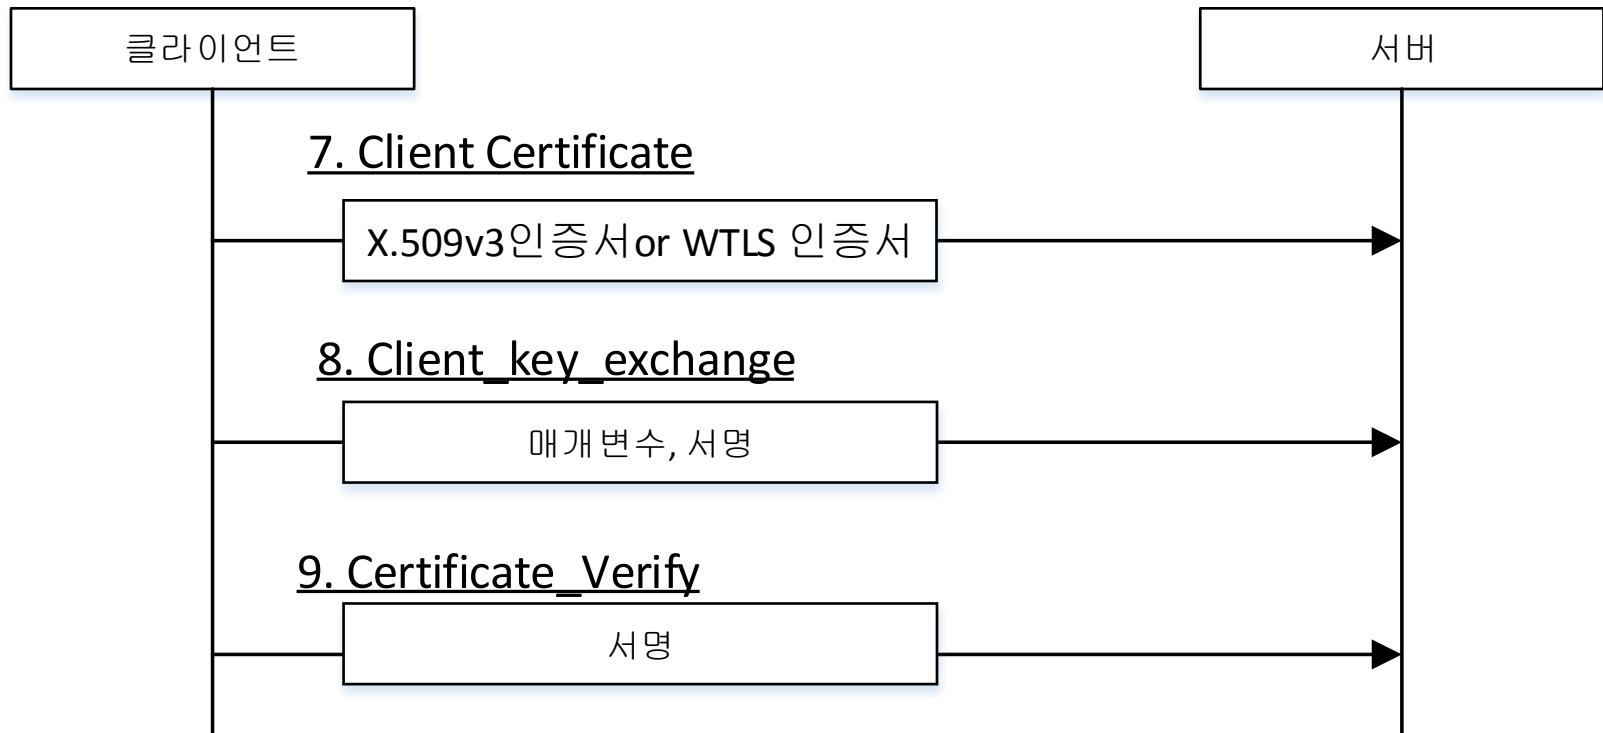 클라이언트
서버
7. Client Certificate
X.509v3인증서or WTLS 인증서
8. Client_key_exchange
매개변수, 서명
9. Certificate_Verify
서명